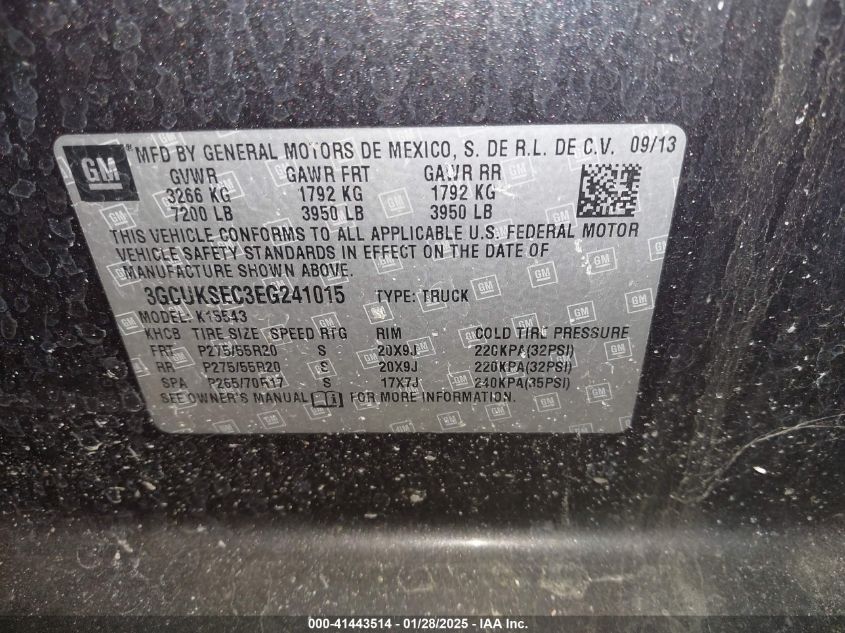 GM ® MFD BY GENERAL MOTORS DE MEXICO, S. DE R.L. DE C.V. 09/13
GVWR GAWR FRT GAWR RR
3266 KG 1792 KG 1792 KG
7200 LB 3950 LB 3950 LB
THIS VEHICLE CONFORMS TO ALL APPLICABLE U.S. FEDERAL MOTOR
VEHICLE SAFETY STANDARDS IN EFFECT ON THE DATE OF
MANUFACTURE SHOWN ABOVE.
3GCUKSEC3EG241015 TYPE: TRUCK
MODEL: K15543
KHCB TIRE SIZE SPEED RTG RIM COLD TIRE PRESSURE
FRT P275/55R20 S 20X9J 220KPA(32PSI)
RR P275/55R20 S 20X9J 220KPA(32PSI)
SPA P265/70R17 S 17X7J 240KPA(35PSI)
SEE OWNER'S MANUAL FOR MORE INFORMATION.
000-41443514 / 01/28/2025 - IAA Inc.